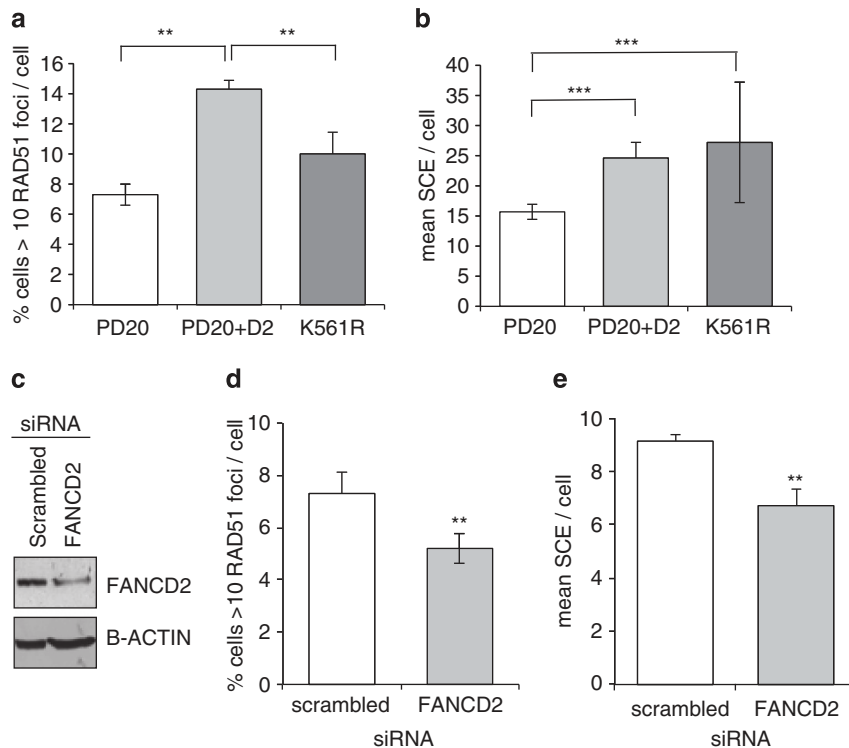 a
** **
% cells > 10 RAD51 foci / cell
16
14
12
10
8
6
4
2
0
PD20 PD20+D2 K561R
b
***
***
mean SCE / cell
40
35
30
25
20
15
10
5
0
PD20 PD20+D2 K561R
c
siRNA
Scrambled
FANCD2
FANCD2
B-ACTIN
d
% cells >10 RAD51 foci / cell
10
8
6
4
2
0
**
scrambled FANCD2
siRNA
e
mean SCE / cell
10
8
6
4
2
0
**
scrambled FANCD2
siRNA